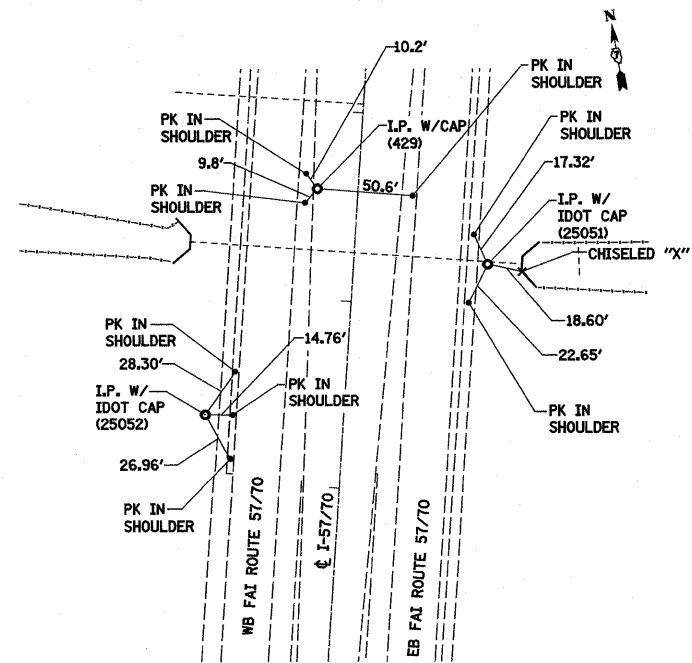 N
10.2'
PK IN
SHOULDER
PK IN
SHOULDER
I.P. W/CAP
(429)
PK IN
SHOULDER
9.8'
17.32'
PK IN
SHOULDER
50.6'
I.P. W/
IDOT CAP
(25051)
CHISELED "X"
18.60'
PK IN
SHOULDER
14.76'
22.65'
28.30'
PK IN
SHOULDER
I.P. W/
IDOT CAP
(25052)
PK IN
SHOULDER
26.96'
PK IN
SHOULDER
WB FAI ROUTE 57/70
℄ I-57/70
EB FAI ROUTE 57/70